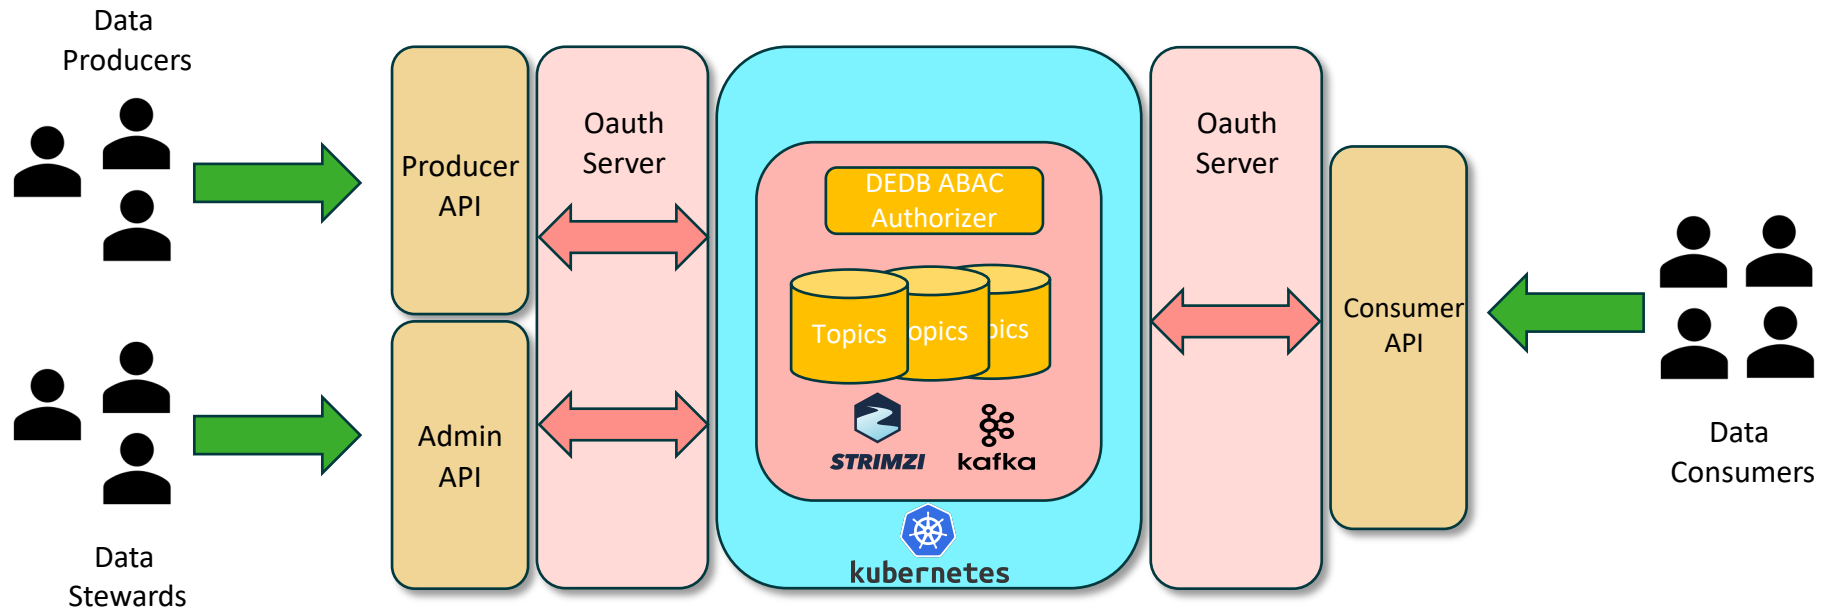 Data
Producers
Producer
API
Oauth
Server
DEDB ABAC
Authorizer
Topics
opics
pics
STRIMZI
kafka
kubernetes
Oauth
Server
Consumer
API
Data
Consumers
Admin
API
Data
Stewards